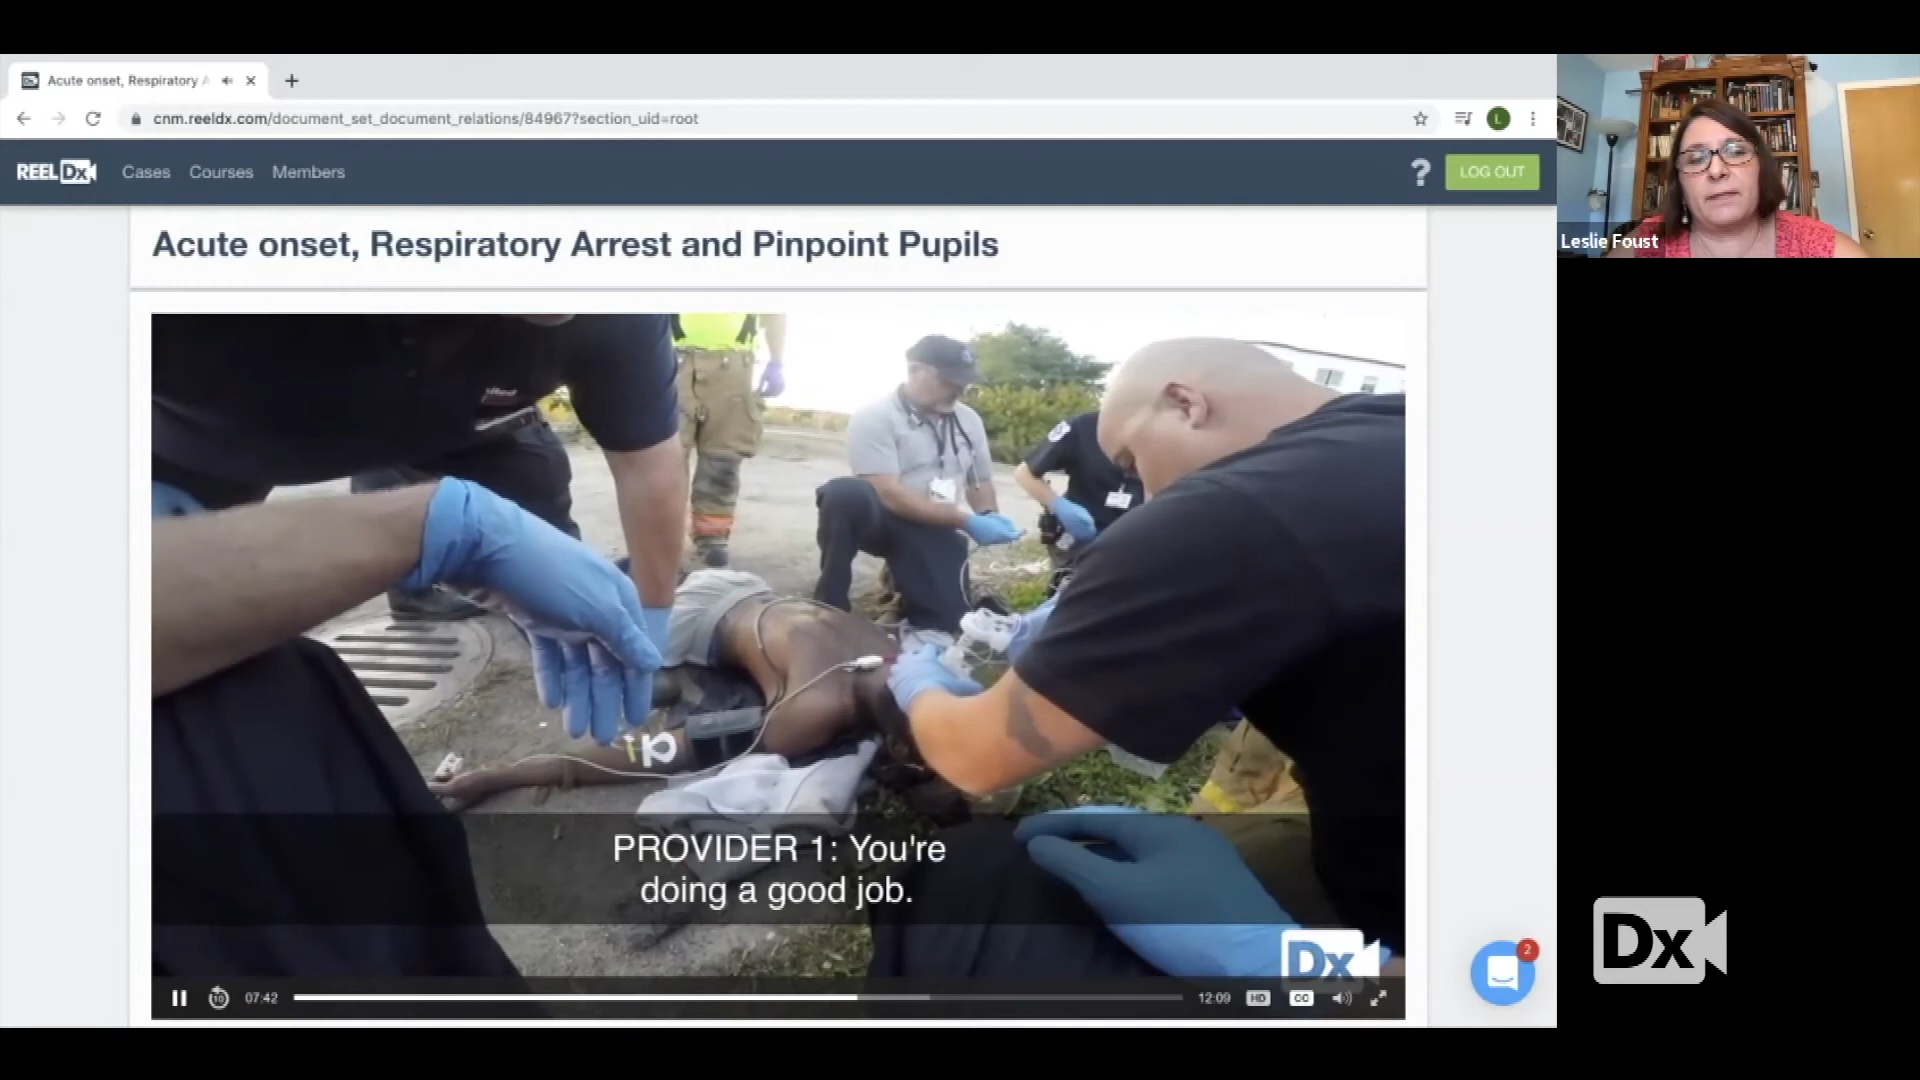 Acute onset, Respiratory A
cnm.reeldx.com/document_set_document_relations/84967?section_uid=root
L
REEL Dx
Cases
Courses
Members
?
LOG OUT
Leslie Foust
Acute onset, Respiratory Arrest and Pinpoint Pupils
PROVIDER 1: You're
doing a good job.
Dx
10
07:42
12:09
HD
CC
2
Dx